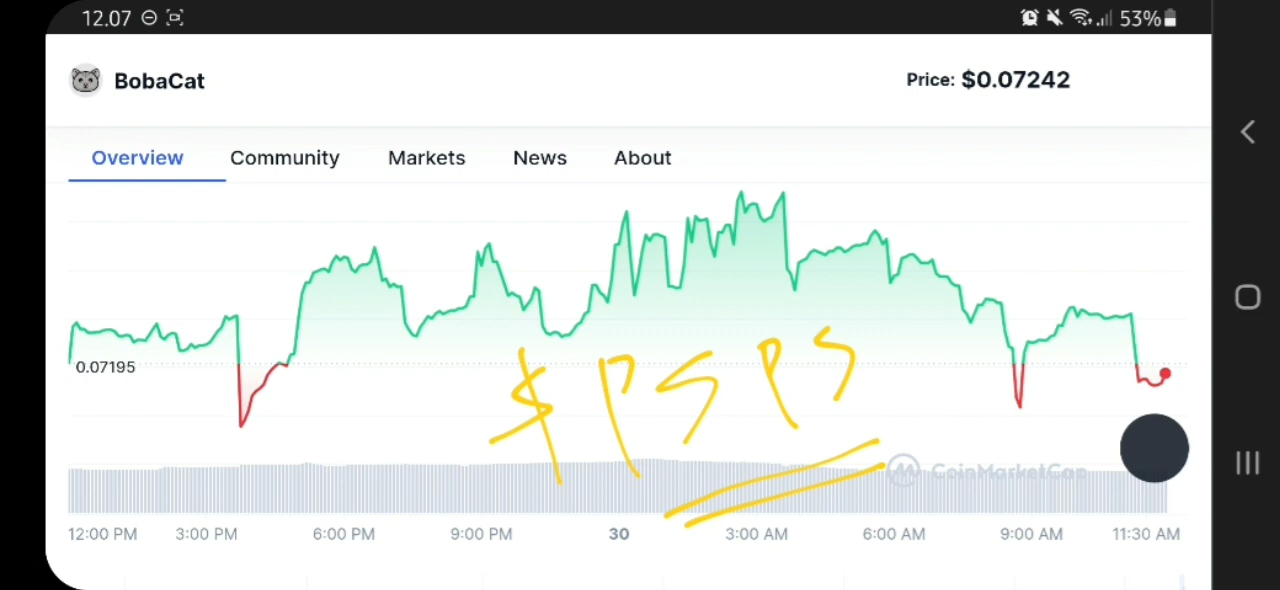 12.07
53%
BobaCat
Price: $0.07242
Overview Community Markets News About
0.07195
$PSPS
CoinMarketCap
12:00 PM 3:00 PM 6:00 PM 9:00 PM 30 3:00 AM 6:00 AM 9:00 AM 11:30 AM